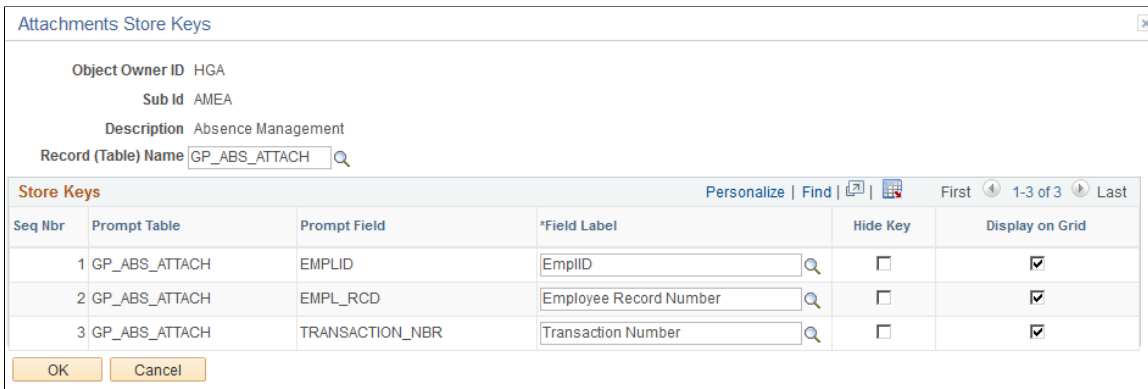 Attachments Store Keys
Object Owner ID HGA
Sub Id AMEA
Description Absence Management
Record (Table) Name GP_ABS_ATTACH
Store Keys Personalize | Find | | First 1-3 of 3 Last
Seq Nbr Prompt Table Prompt Field *Field Label Hide Key Display on Grid
1 GP_ABS_ATTACH EMPLID EmplID
2 GP_ABS_ATTACH EMPL_RCD Employee Record Number
3 GP_ABS_ATTACH TRANSACTION_NBR Transaction Number
OK Cancel